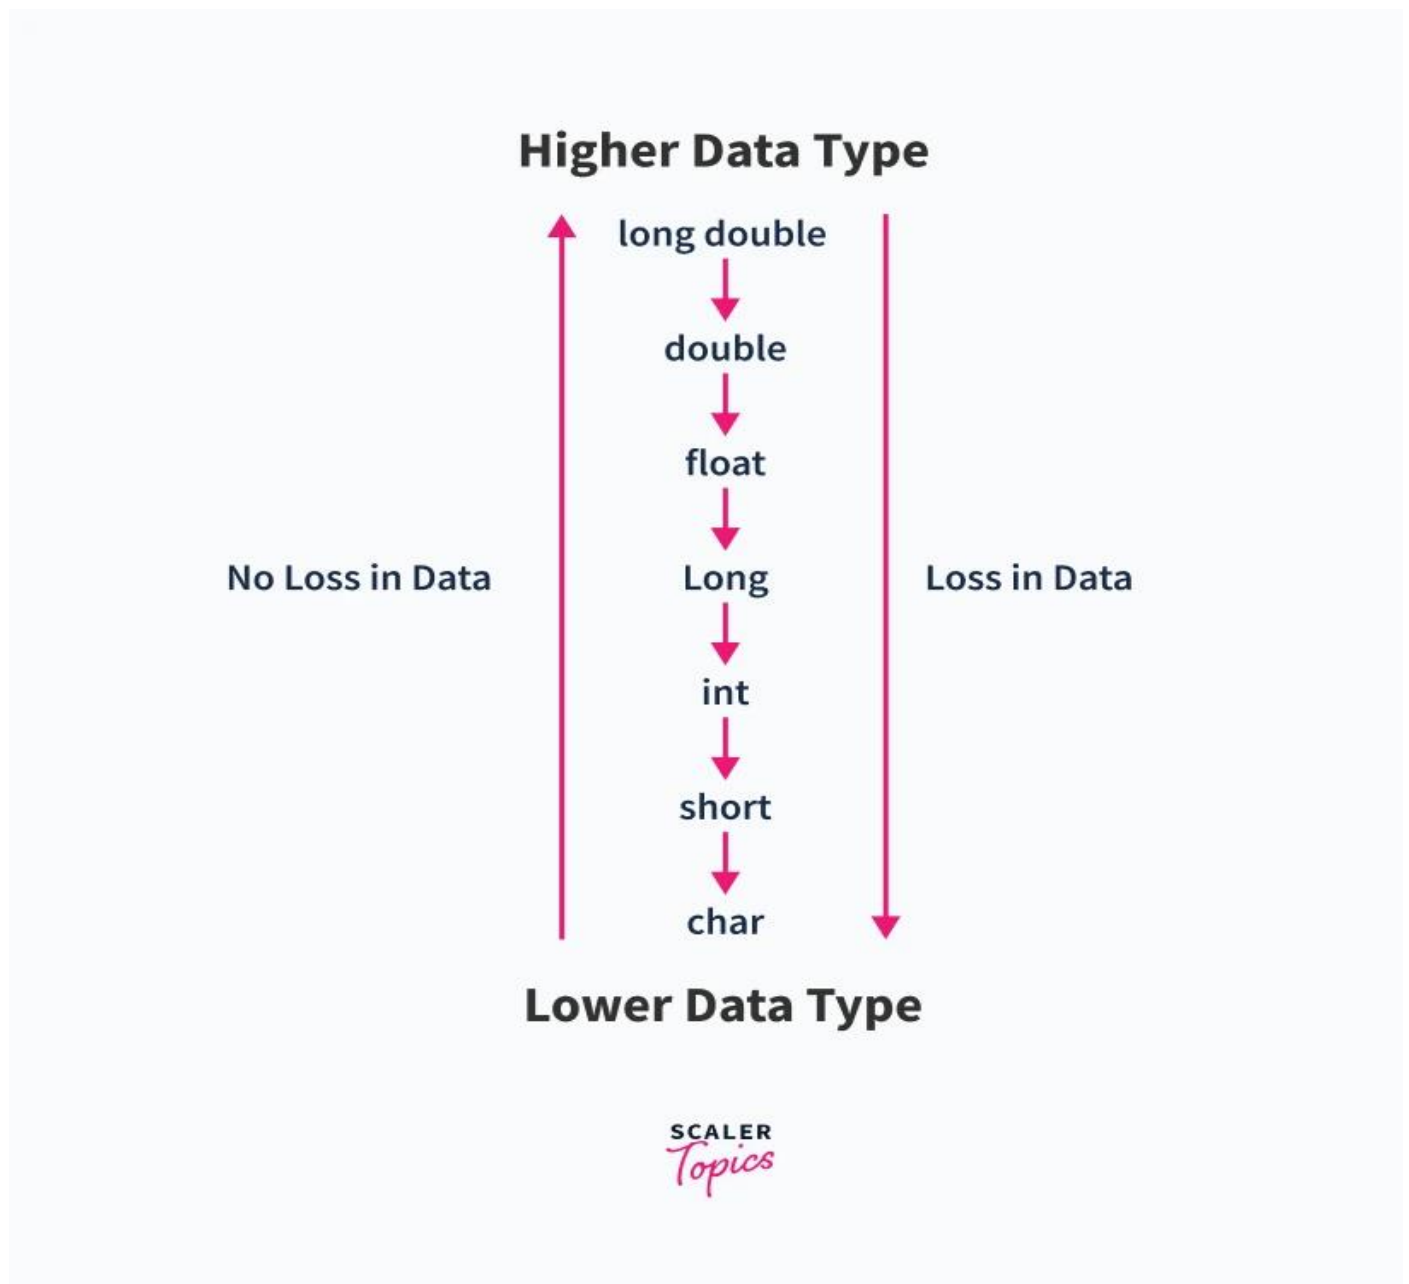 Higher Data Type
long double
double
float
No Loss in Data
Long
Loss in Data
int
short
char
Lower Data Type
SCALER
Topics